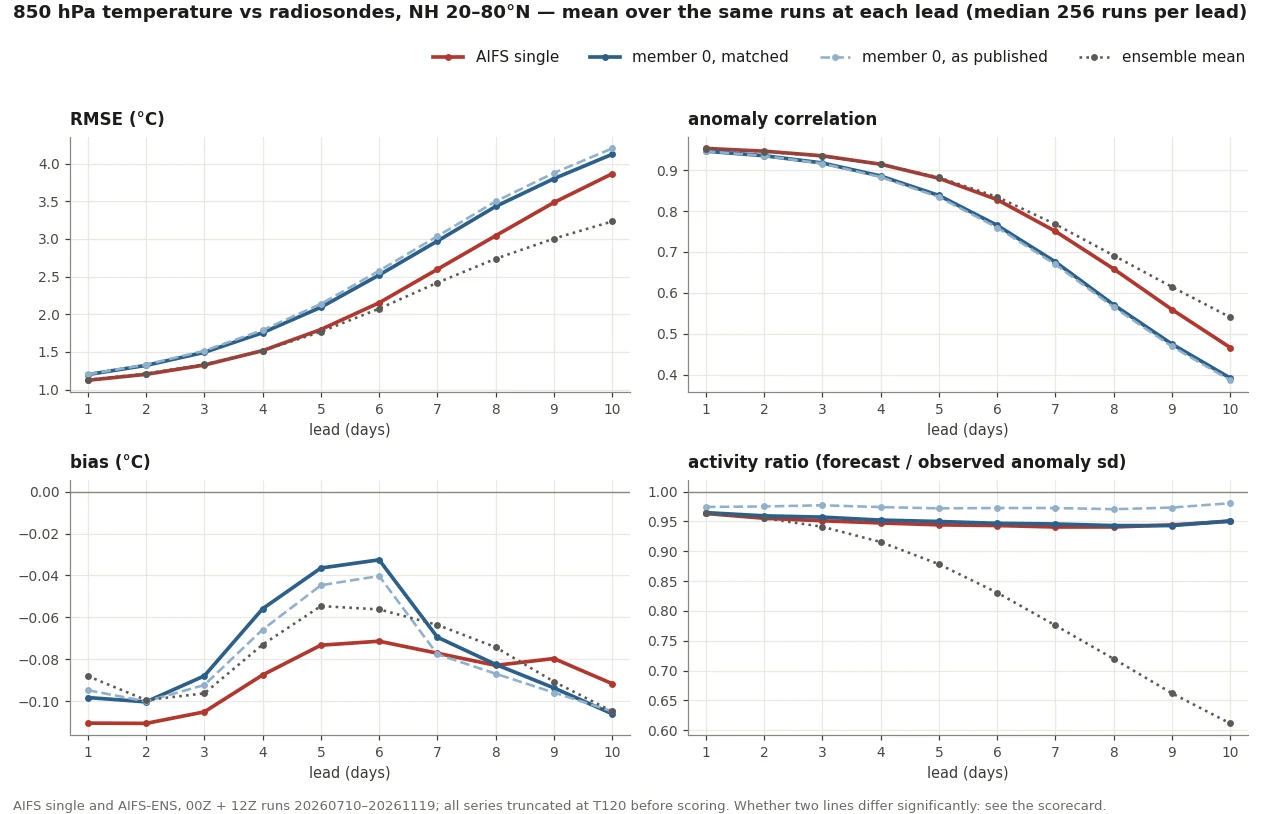 850 hPa temperature vs radiosondes, NH 20–80°N — mean over the same runs at each lead (median 256 runs per lead)
AIFS single member 0, matched member 0, as published ensemble mean
RMSE (°C)
4.0
3.5
3.0
2.5
2.0
1.5
1.0
1 2 3 4 5 6 7 8 9 10
lead (days)
anomaly correlation
0.9
0.8
0.7
0.6
0.5
0.4
1 2 3 4 5 6 7 8 9 10
lead (days)
bias (°C)
0.00
−0.02
−0.04
−0.06
−0.08
−0.10
1 2 3 4 5 6 7 8 9 10
lead (days)
activity ratio (forecast / observed anomaly sd)
1.00
0.95
0.90
0.85
0.80
0.75
0.70
0.65
0.60
1 2 3 4 5 6 7 8 9 10
lead (days)
AIFS single and AIFS-ENS, 00Z + 12Z runs 20260710–20261119; all series truncated at T120 before scoring. Whether two lines differ significantly: see the scorecard.